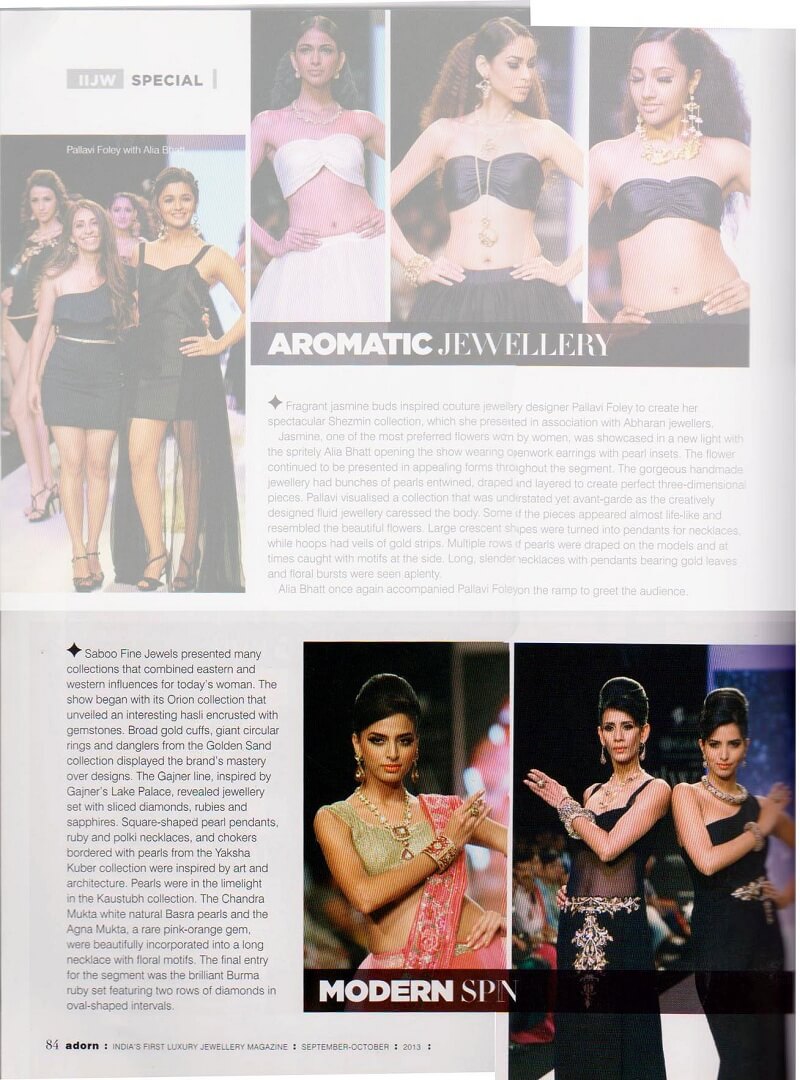 IIJW SPECIAL
Pallavi Foley with Alia Bhatt
AROMATIC JEWELLERY
Fragrant jasmine buds inspired couture jewellery designer Pallavi Foley to create her
spectacular Shezmin collection, which she presented in association with Abharan jewellers.
Jasmine, one of the most preferred flowers worn by women, was showcased in a new light with
the spritely Alia Bhatt opening the show wearing openwork earrings with pearl insets. The flower
continued to be presented in appealing forms throughout the segment. The gorgeous handmade
jewellery had bunches of pearls entwined, draped and layered to create perfect three-dimensional
pieces. Pallavi visualised a collection that was understated yet avant-garde as the creatively
designed fluid jewellery caressed the body. Some of the pieces appeared almost life-like and
resembled the beautiful flowers. Large crescent shapes were turned into pendants for necklaces,
while hoops had veils of gold strips. Multiple rows of pearls were draped on the models and at
times caught with motifs at the side. Long, slender necklaces with pendants bearing gold leaves
and floral bursts were seen aplenty.
Alia Bhatt once again accompanied Pallavi Foley on the ramp to greet the audience.
Saboo Fine Jewels presented many
collections that combined eastern and
western influences for today's woman. The
show began with its Orion collection that
unveiled an interesting hasli encrusted with
gemstones. Broad gold cuffs, giant circular
rings and danglers from the Golden Sand
collection displayed the brand's mastery
over designs. The Gajner line, inspired by
Gajner's Lake Palace, revealed jewellery
set with sliced diamonds, rubies and
sapphires. Square-shaped pearl pendants,
ruby and polki necklaces, and chokers
bordered with pearls from the Yaksha
Kuber collection were inspired by art and
architecture. Pearls were in the limelight
in the Kaustubh collection. The Chandra
Mukta white natural Basra pearls and the
Agna Mukta, a rare pink-orange gem,
were beautifully incorporated into a long
necklace with floral motifs. The final entry
for the segment was the brilliant Burma
ruby set featuring two rows of diamonds in
oval-shaped intervals.
MODERN SPIN
84 adorn : INDIA'S FIRST LUXURY JEWELLERY MAGAZINE : SEPTEMBER-OCTOBER : 2013 :